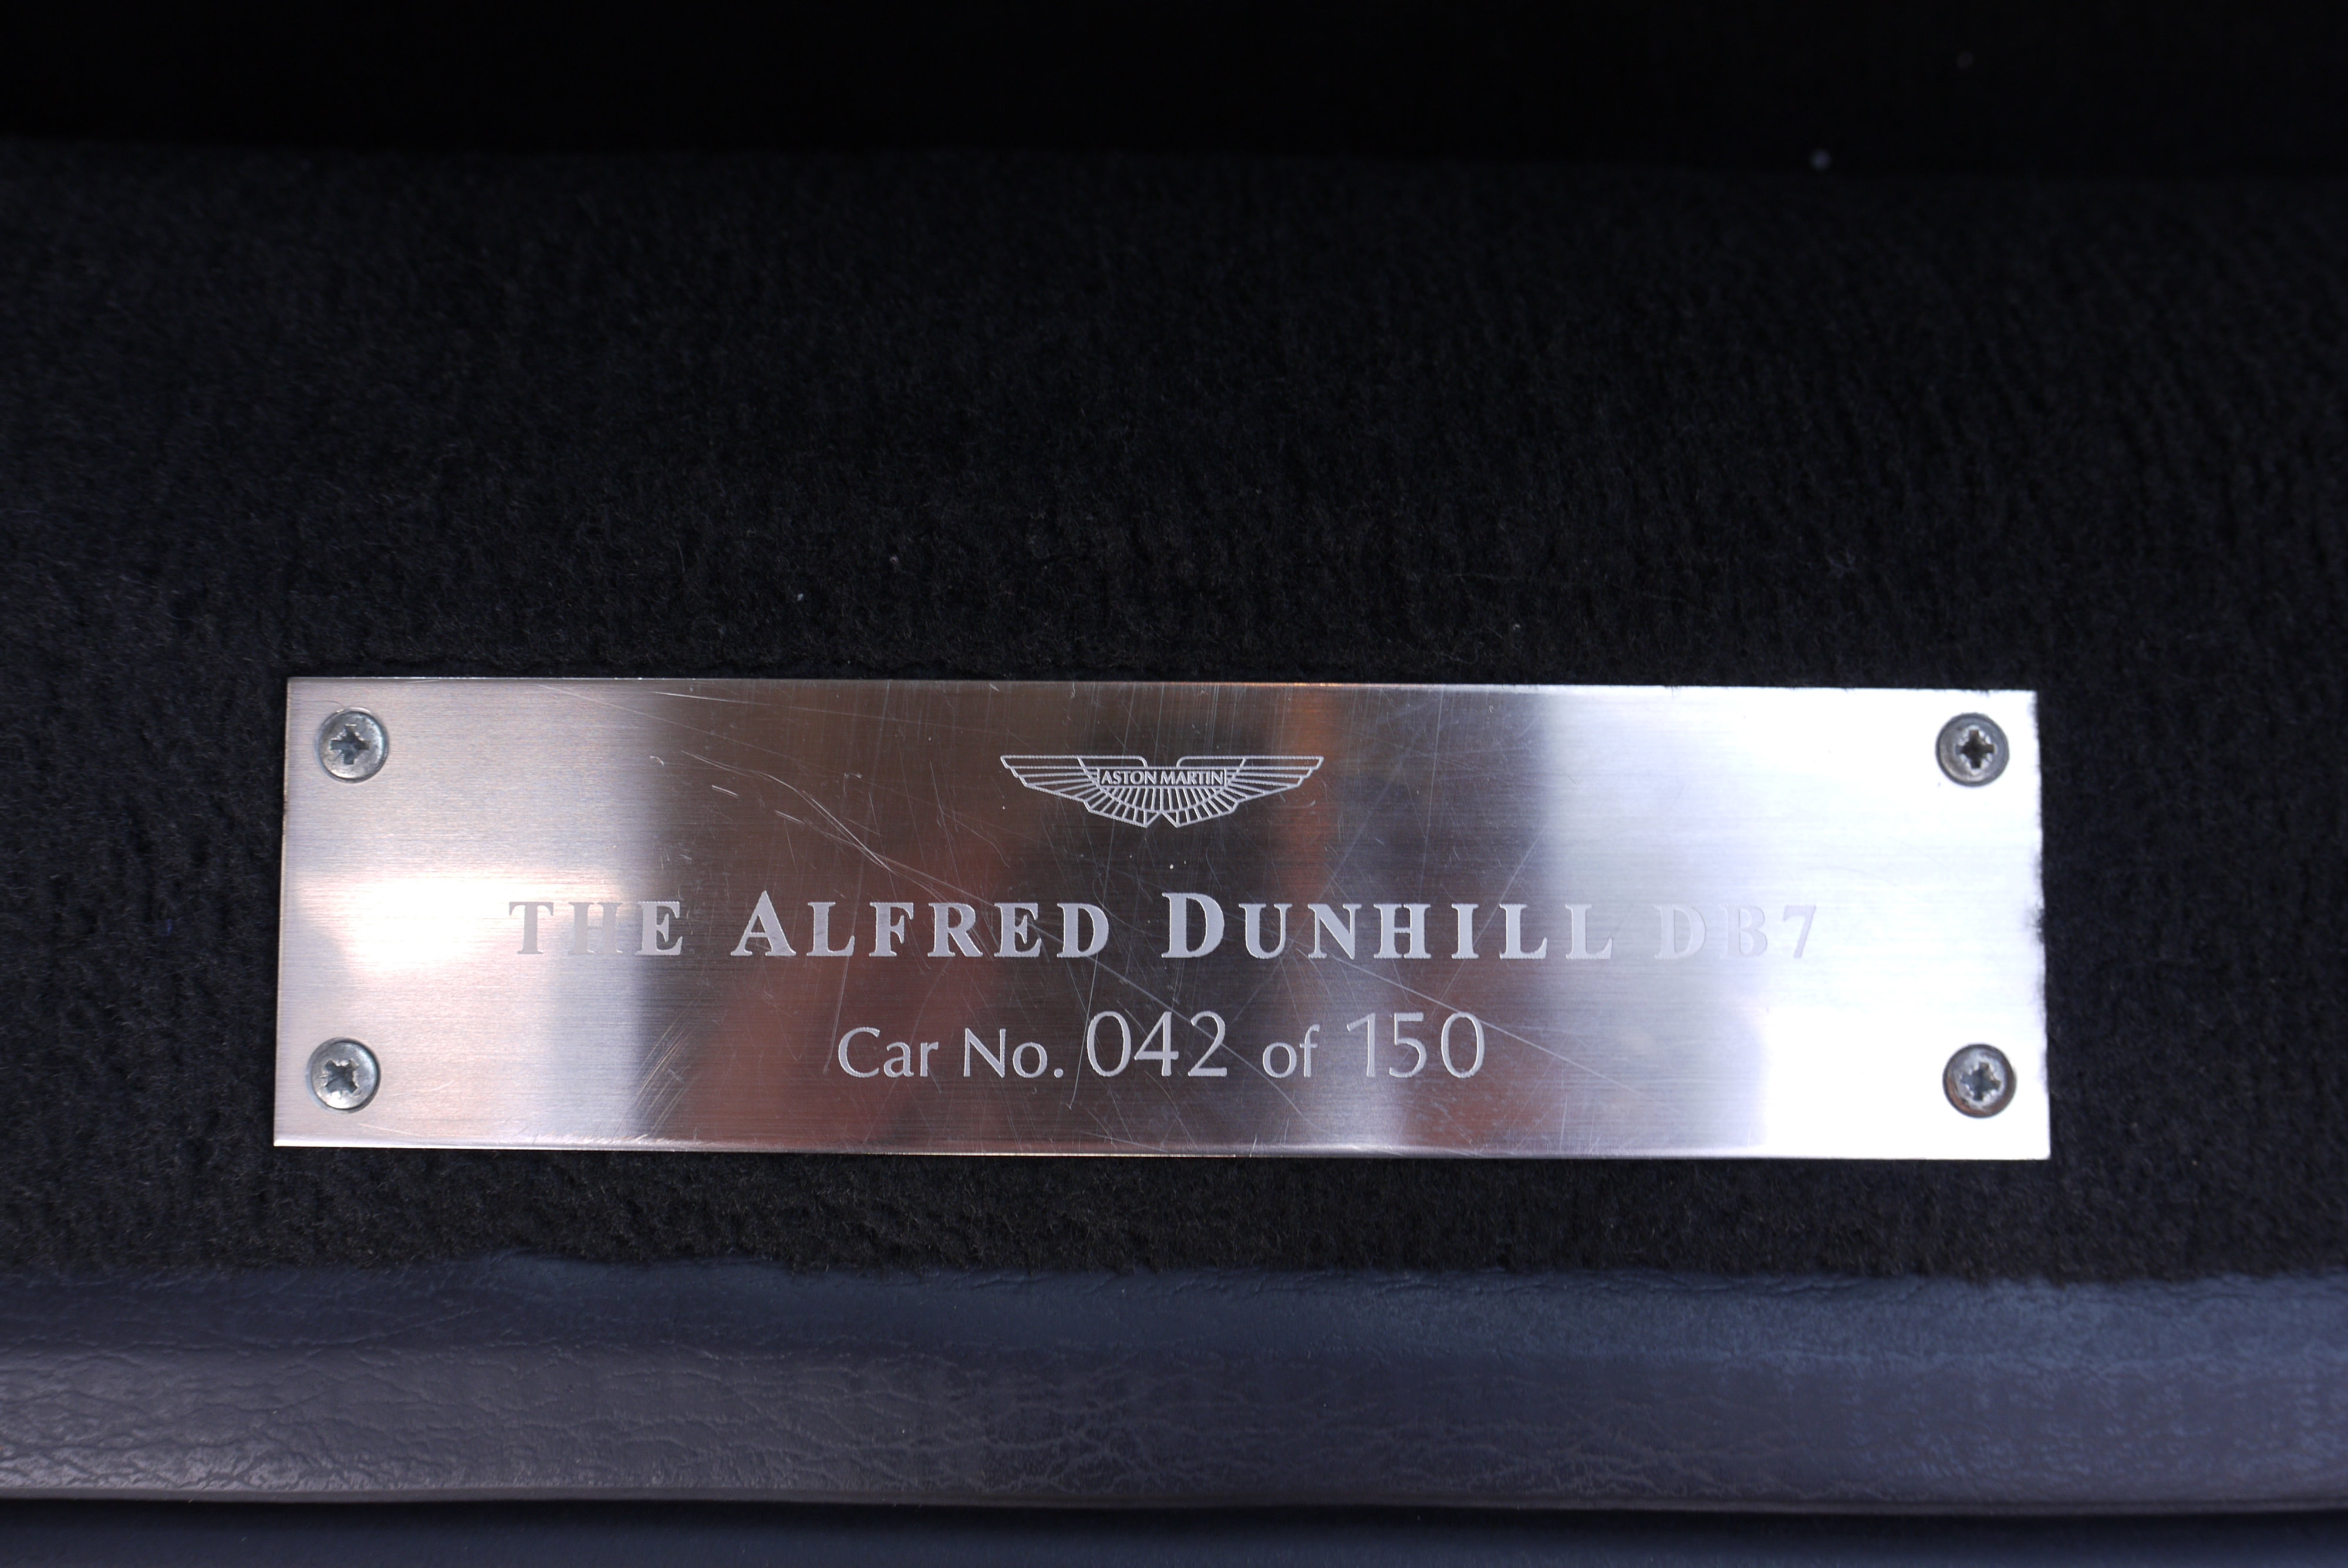 ASTON MARTIN
THE ALFRED DUNHILL DB7
Car No. 042 of 150